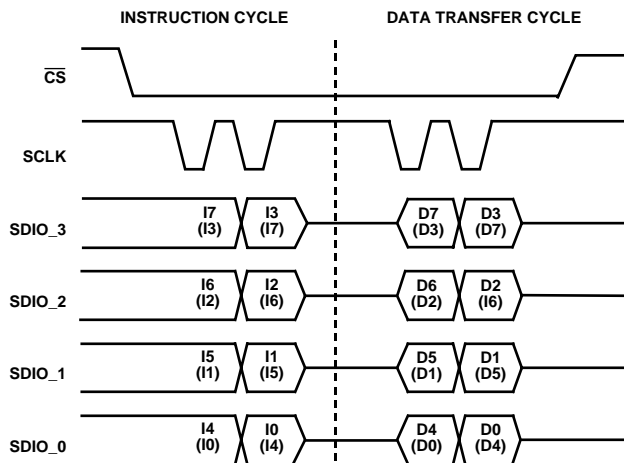 INSTRUCTION CYCLE DATA TRANSFER CYCLE
CS
SCLK
SDIO_3 I7 (I3) I3 (I7) D7 (D3) D3 (D7)
SDIO_2 I6 (I2) I2 (I6) D6 (D2) D2 (I6)
SDIO_1 I5 (I1) I1 (I5) D5 (D1) D1 (D5)
SDIO_0 I4 (I0) I0 (I4) D4 (D0) D0 (D4)